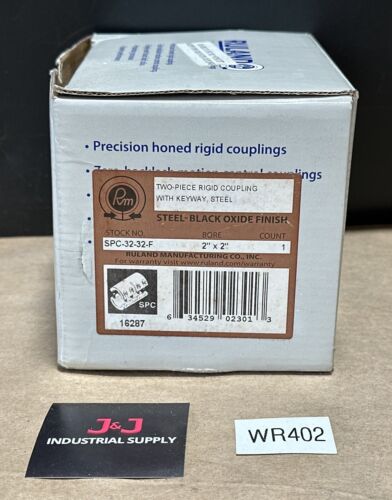 RULAND
• Precision honed rigid couplings
couplings
Rm
TWO-PIECE RIGID COUPLING
WITH KEYWAY, STEEL
STEEL- BLACK OXIDE FINISH
STOCK NO. BORE COUNT
SPC-32-32-F 2" x 2" 1
RULAND MANUFACTURING CO., INC.
For warranty visit www.ruland.com/warranty
SPC
16287
6 34529 02301 3
J&J
INDUSTRIAL SUPPLY
WR402